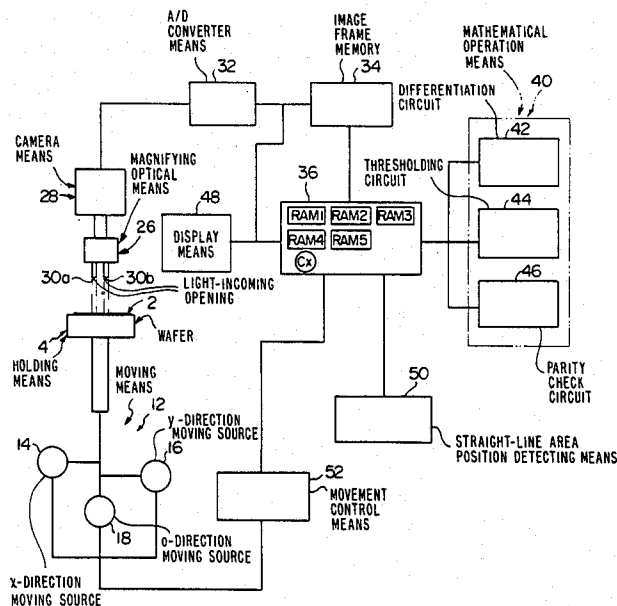 A/D
CONVERTER
MEANS
32
IMAGE
FRAME
MEMORY
34
MATHEMATICAL
OPERATION
MEANS
40
DIFFERENTIATION
CIRCUIT
42
CAMERA
MEANS
28
MAGNIFYING
OPTICAL
MEANS
26
36
RAM1 RAM2 RAM3
RAM4 RAM5
Cx
THRESHOLDING
CIRCUIT
44
48
DISPLAY
MEANS
30a
30b
LIGHT-INCOMING
OPENING
46
PARITY
CHECK
CIRCUIT
2
WAFER
4
HOLDING
MEANS
MOVING
MEANS
12
y-DIRECTION
MOVING SOURCE
14
16
50
STRAIGHT-LINE AREA
POSITION DETECTING MEANS
52
MOVEMENT
CONTROL
MEANS
18
θ-DIRECTION
MOVING SOURCE
x-DIRECTION
MOVING SOURCE